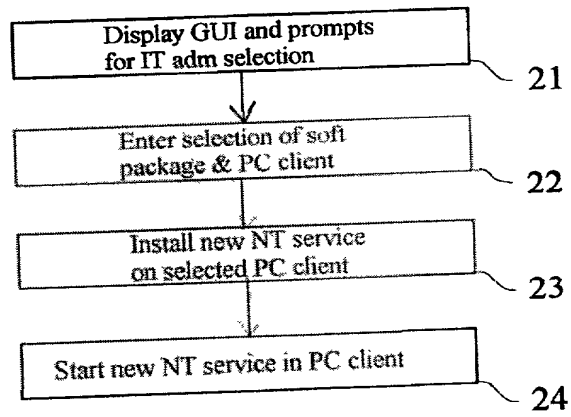 Display GUI and prompts
for IT adm selection
21
Enter selection of soft
package & PC client
22
Install new NT service
on selected PC client
23
Start new NT service in PC client
24